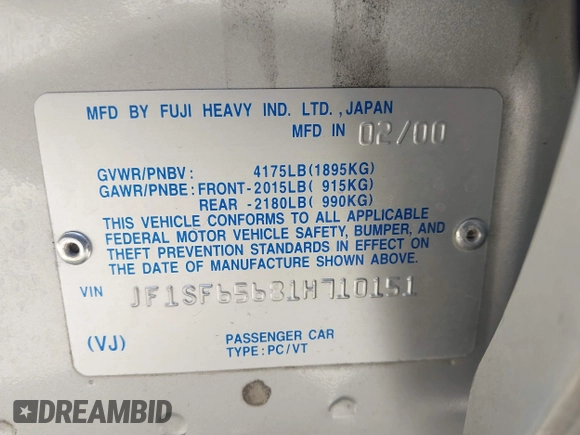 MFD BY FUJI HEAVY IND. LTD., JAPAN
MFD IN 02/00
GVWR/PNBV: 4175LB(1895KG)
GAWR/PNBE: FRONT-2015LB( 915KG)
REAR -2180LB( 990KG)
THIS VEHICLE CONFORMS TO ALL APPLICABLE
FEDERAL MOTOR VEHICLE SAFETY, BUMPER, AND
THEFT PREVENTION STANDARDS IN EFFECT ON
THE DATE OF MANUFACTURE SHOWN ABOVE.
VIN JF1SF65631H710151
(VJ) PASSENGER CAR
TYPE: PC/VT
DREAMBID